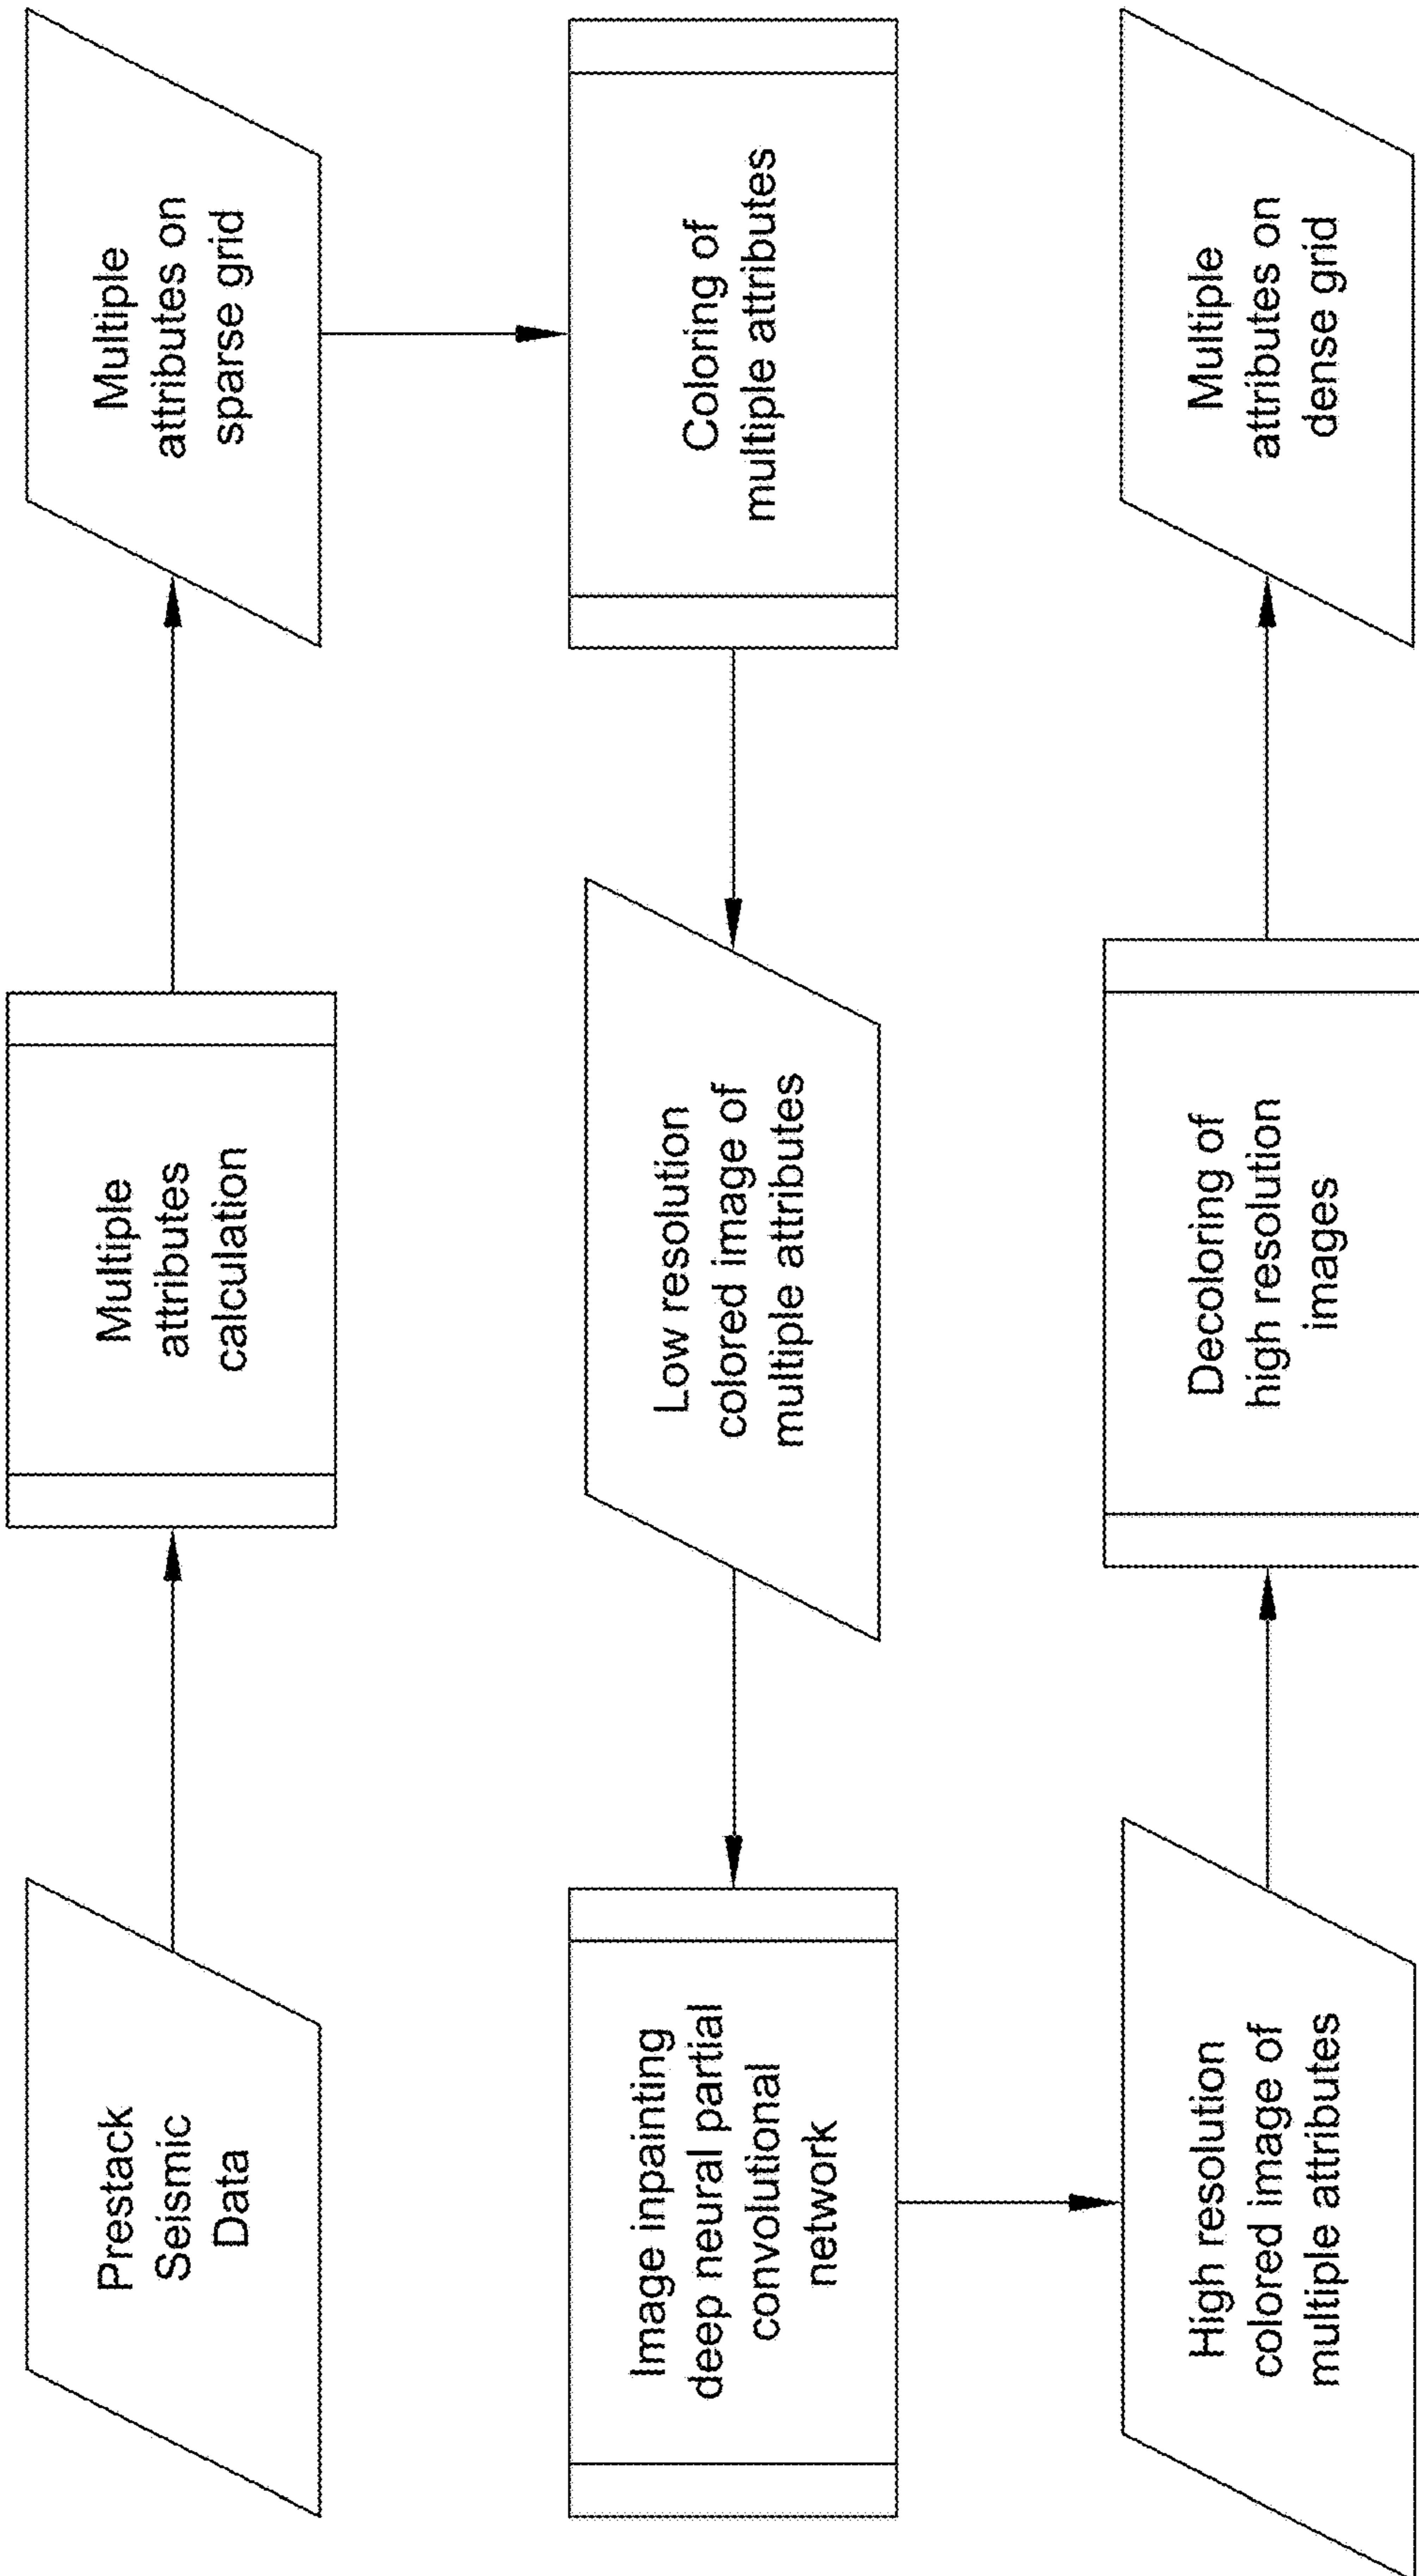 Prestack
Seismic
Data
Multiple
attributes
calculation
Multiple
attributes on
sparse grid
Image inpainting
deep neural partial
convolutional
network
Low resolution
colored image of
multiple attributes
Coloring of
multiple attributes
High resolution
colored image of
multiple attributes
Decoloring of
high resolution
images
Multiple
attributes on
dense grid